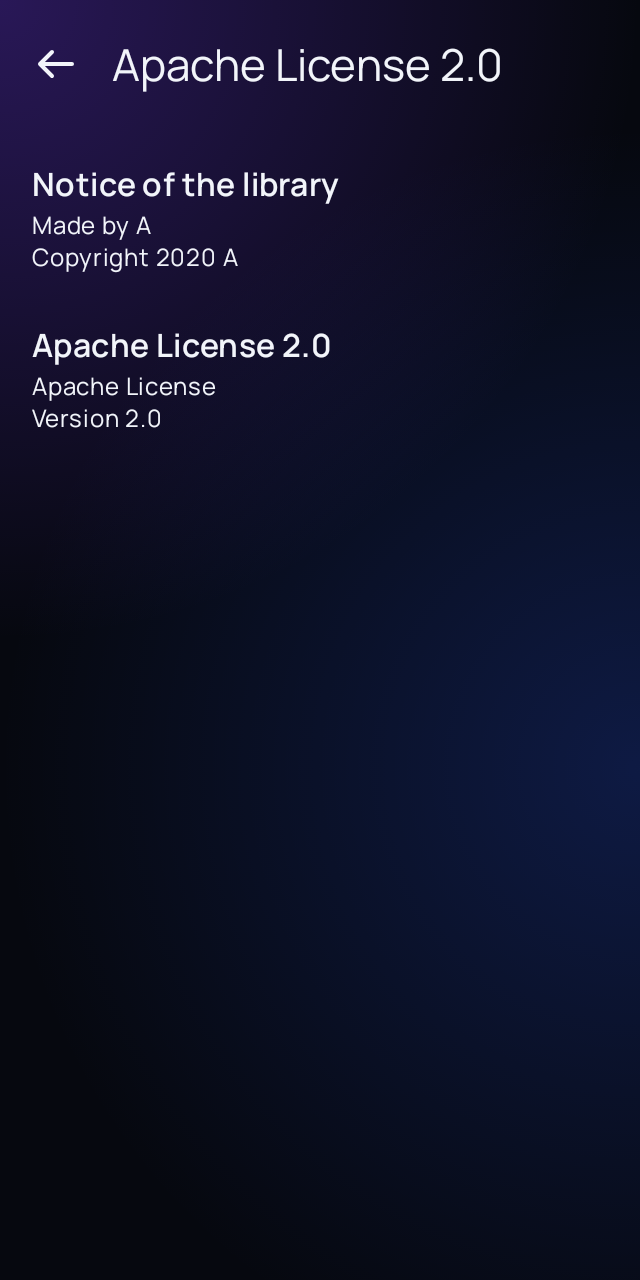 Apache License 2.0
Notice of the library
Made by A
Copyright 2020 A
Apache License 2.0
Apache License
Version 2.0